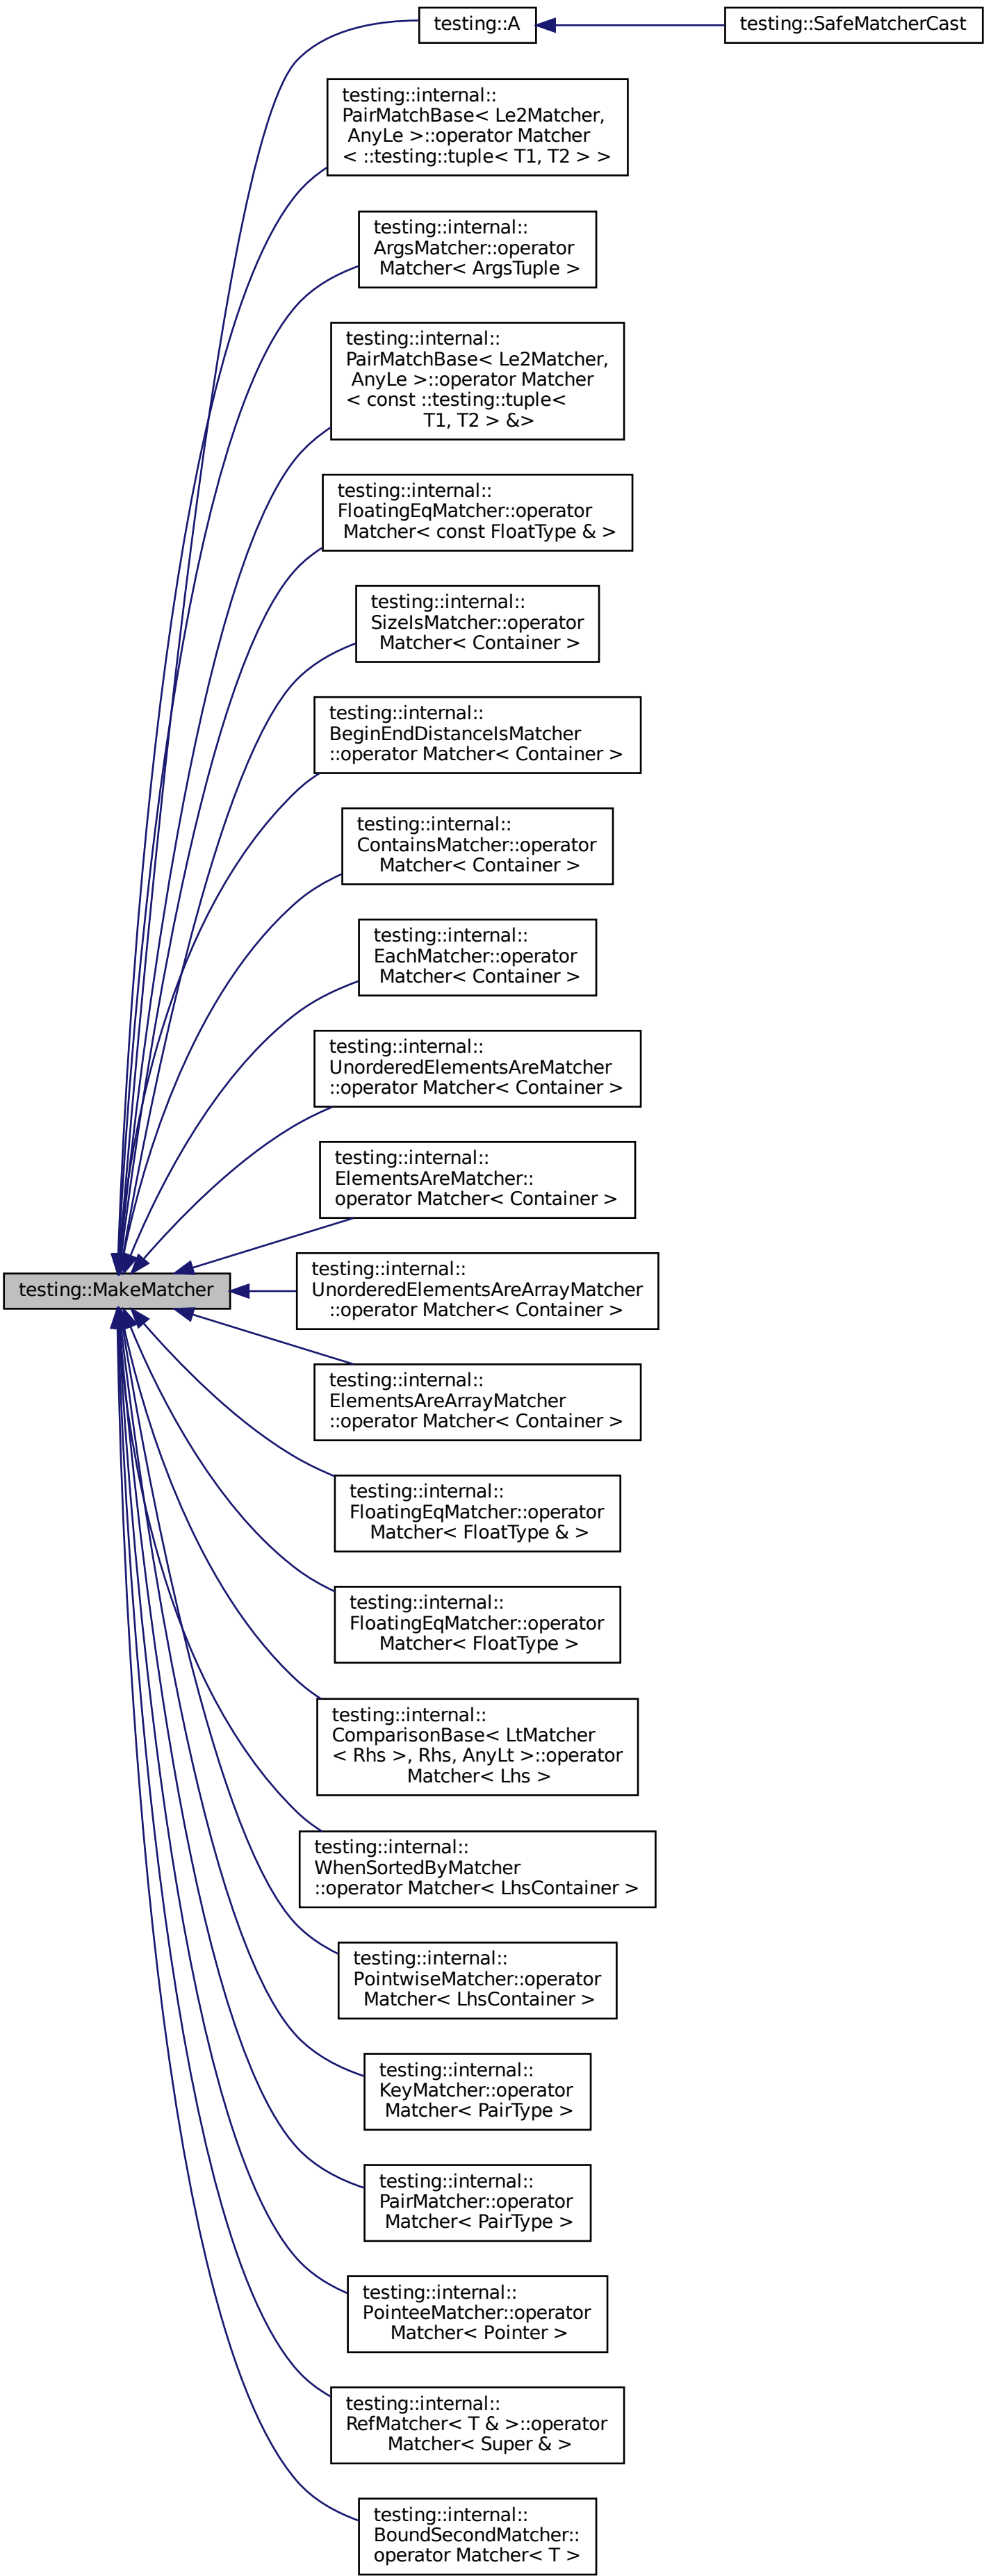 testing::A
testing::SafeMatcherCast
testing::internal::
PairMatchBase< Le2Matcher,
AnyLe >::operator Matcher
< ::testing::tuple< T1, T2 > >
testing::internal::
ArgsMatcher::operator
Matcher< ArgsTuple >
testing::internal::
PairMatchBase< Le2Matcher,
AnyLe >::operator Matcher
< const ::testing::tuple<
T1, T2 > &>
testing::internal::
FloatingEqMatcher::operator
Matcher< const FloatType & >
testing::internal::
SizeIsMatcher::operator
Matcher< Container >
testing::internal::
BeginEndDistanceIsMatcher
::operator Matcher< Container >
testing::internal::
ContainsMatcher::operator
Matcher< Container >
testing::internal::
EachMatcher::operator
Matcher< Container >
testing::internal::
UnorderedElementsAreMatcher
::operator Matcher< Container >
testing::internal::
ElementsAreMatcher::
operator Matcher< Container >
testing::MakeMatcher
testing::internal::
UnorderedElementsAreArrayMatcher
::operator Matcher< Container >
testing::internal::
ElementsAreArrayMatcher
::operator Matcher< Container >
testing::internal::
FloatingEqMatcher::operator
Matcher< FloatType & >
testing::internal::
FloatingEqMatcher::operator
Matcher< FloatType >
testing::internal::
ComparisonBase< LtMatcher
< Rhs >, Rhs, AnyLt >::operator
Matcher< Lhs >
testing::internal::
WhenSortedByMatcher
::operator Matcher< LhsContainer >
testing::internal::
PointwiseMatcher::operator
Matcher< LhsContainer >
testing::internal::
KeyMatcher::operator
Matcher< PairType >
testing::internal::
PairMatcher::operator
Matcher< PairType >
testing::internal::
PointeeMatcher::operator
Matcher< Pointer >
testing::internal::
RefMatcher< T & >::operator
Matcher< Super & >
testing::internal::
BoundSecondMatcher::
operator Matcher< T >